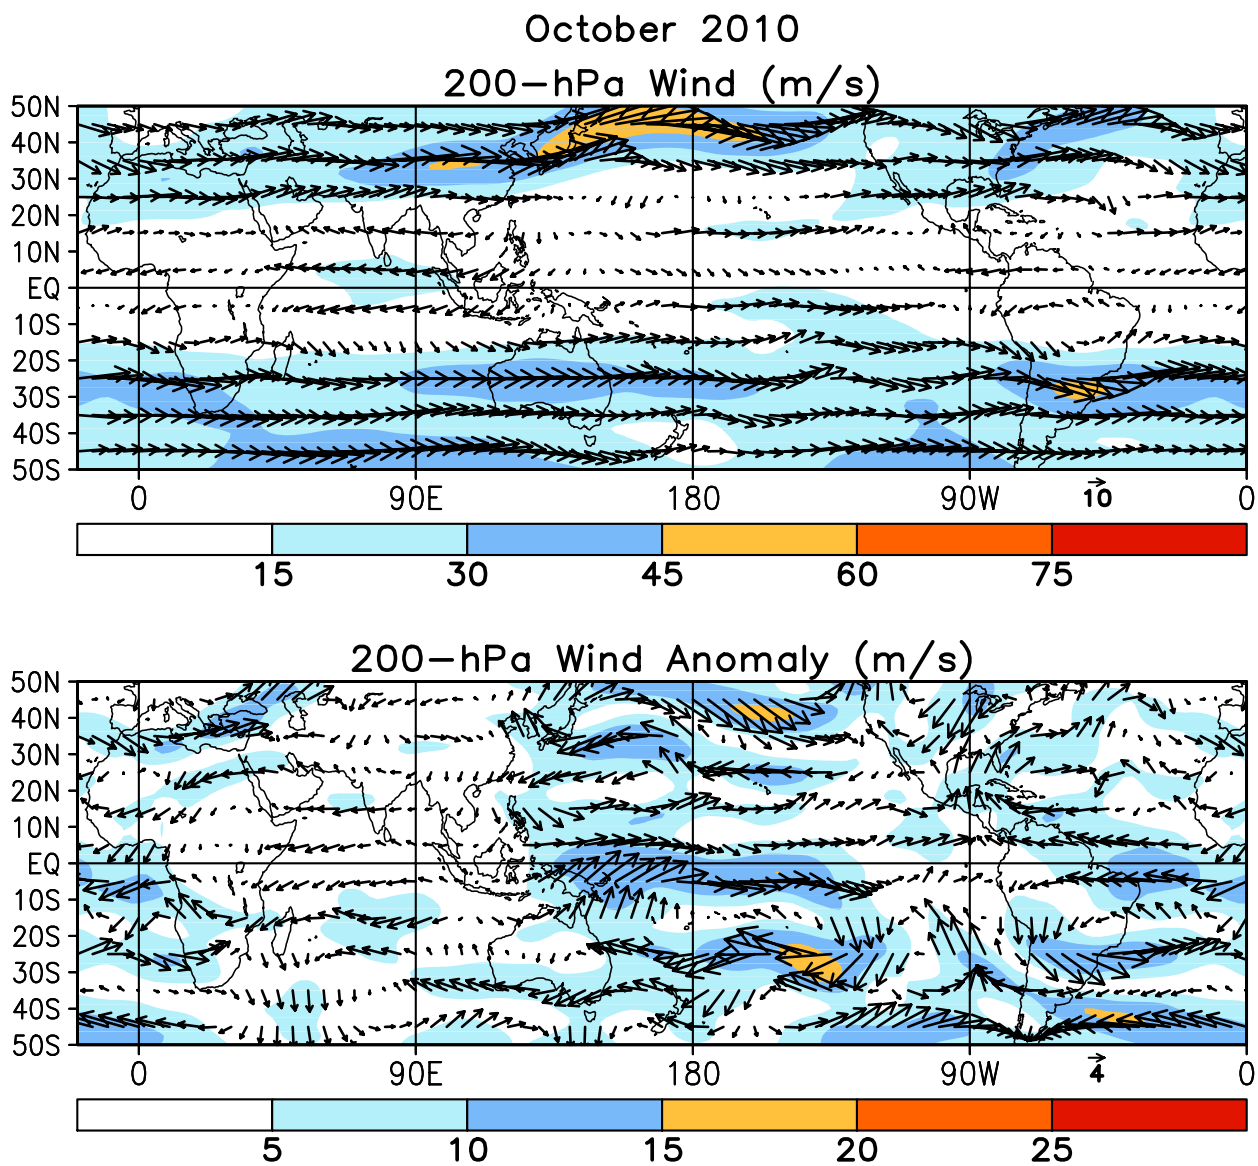 October 2010
200-hPa Wind (m/s)
50N
40N
30N
20N
10N
EQ
10S
20S
30S
40S
50S
0 90E 180 90W 10 0
15 30 45 60 75
200-hPa Wind Anomaly (m/s)
50N
40N
30N
20N
10N
EQ
10S
20S
30S
40S
50S
0 90E 180 90W 4 0
5 10 15 20 25